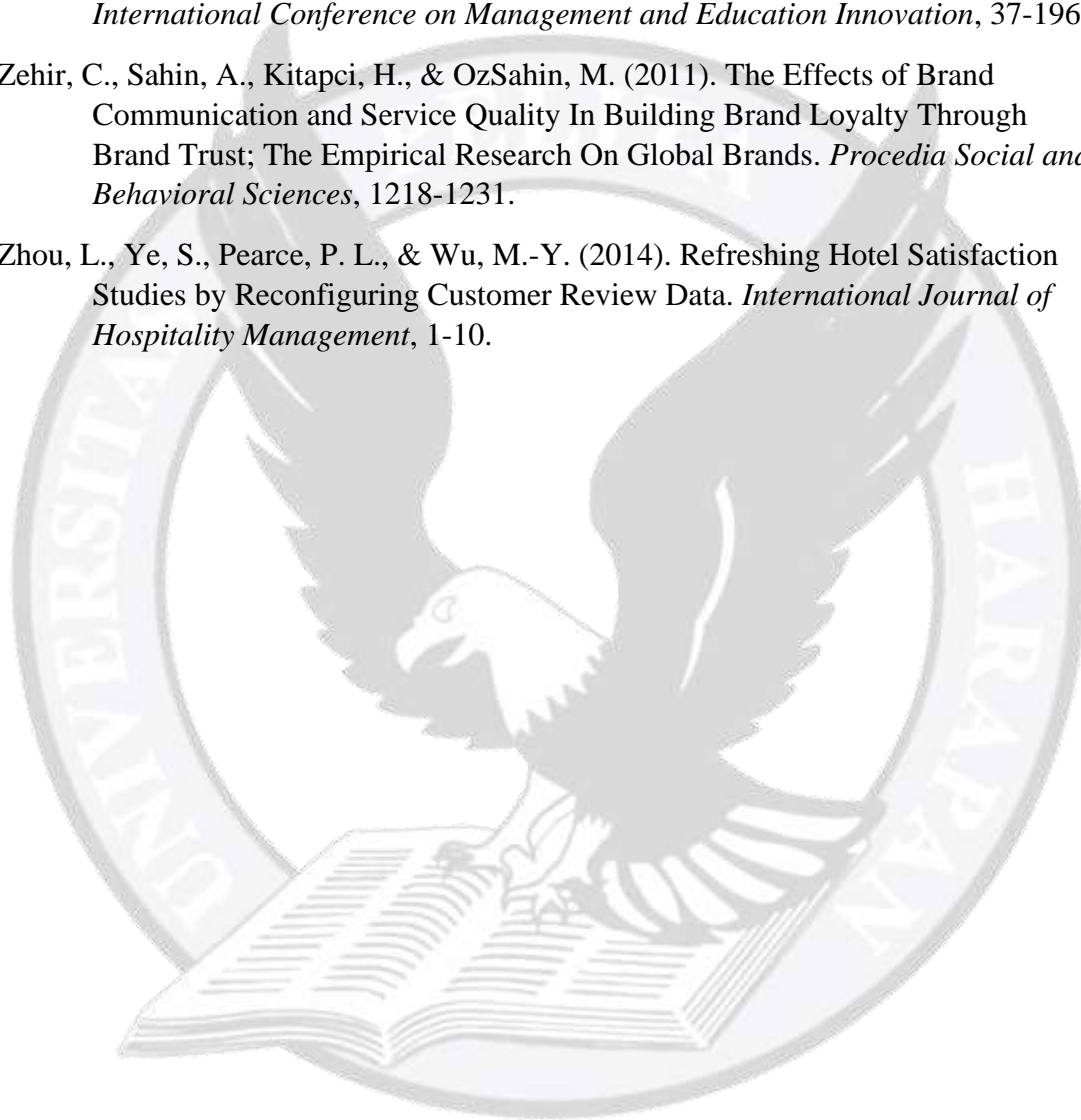 International Conference on Management and Education Innovation, 37-196
Zehir, C., Sahin, A., Kitapci, H., & OzSahin, M. (2011). The Effects of Brand
Communication and Service Quality In Building Brand Loyalty Through
Brand Trust; The Empirical Research On Global Brands. Procedia Social and
Behavioral Sciences, 1218-1231.
Zhou, L., Ye, S., Pearce, P. L., & Wu, M.-Y. (2014). Refreshing Hotel Satisfaction
Studies by Reconfiguring Customer Review Data. International Journal of
Hospitality Management, 1-10.
UNIVERSITAS
PELITA
HARAPAN